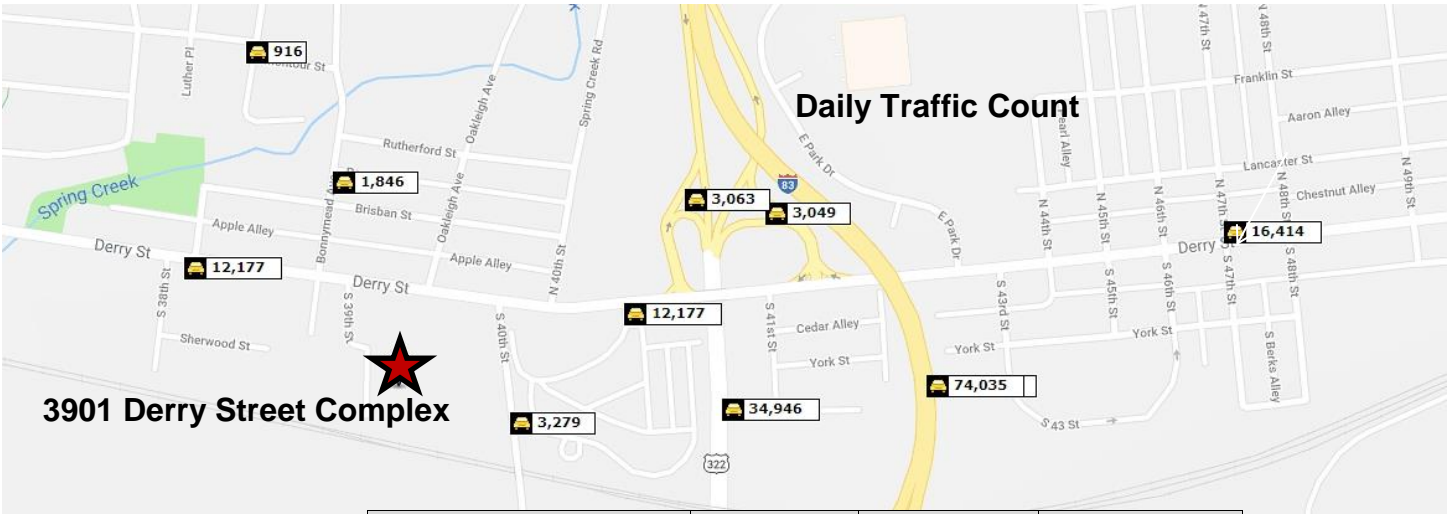 916
Luther Pl
Oakleigh Ave
Spring Creek Rd
N 47th St
N 48th St
Franklin St
Daily Traffic Count
Pearl Alley
Aaron Alley
Rutherford St
E Park Dr
Lancaster St
N 49th St
1,846
83
Chestnut Alley
Spring Creek
Brisban St
3,063
3,049
N 44th St
N 45th St
N 46th St
N 47th St
N 48th St
Apple Alley
Bonnymead Ave
Oakleigh Ave
E Park Dr
16,414
Derry St
Derry
12,177
Apple Alley
N 40th St
S 38th St
S 39th St
Derry St
S 45th St
S 46th St
S 47th St
S 48th St
12,177
S 40th St
S 41st St
Cedar Alley
S 43rd St
Sherwood St
York St
York St
York St
S Berks Alley
3901 Derry Street Complex
74,035
3,279
34,946
S 43 St
322